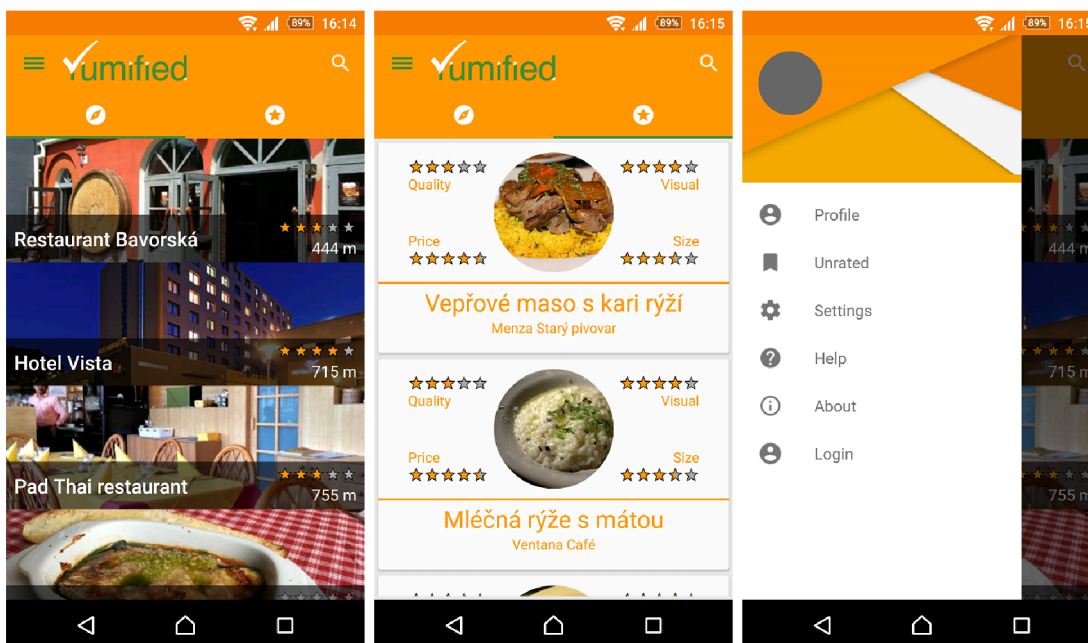 89% 16:14
Yumified
Restaurant Bavorská
444 m
Hotel Vista
715 m
Pad Thai restaurant
755 m
89% 16:15
Yumified
Quality
Visual
Price
Size
Vepřové maso s kari rýží
Menza Starý pivovar
Quality
Visual
Price
Size
Mléčná rýže s mátou
Ventana Café
89% 16:15
Profile
Unrated
Settings
Help
About
Login
444 m
715 m
755 m